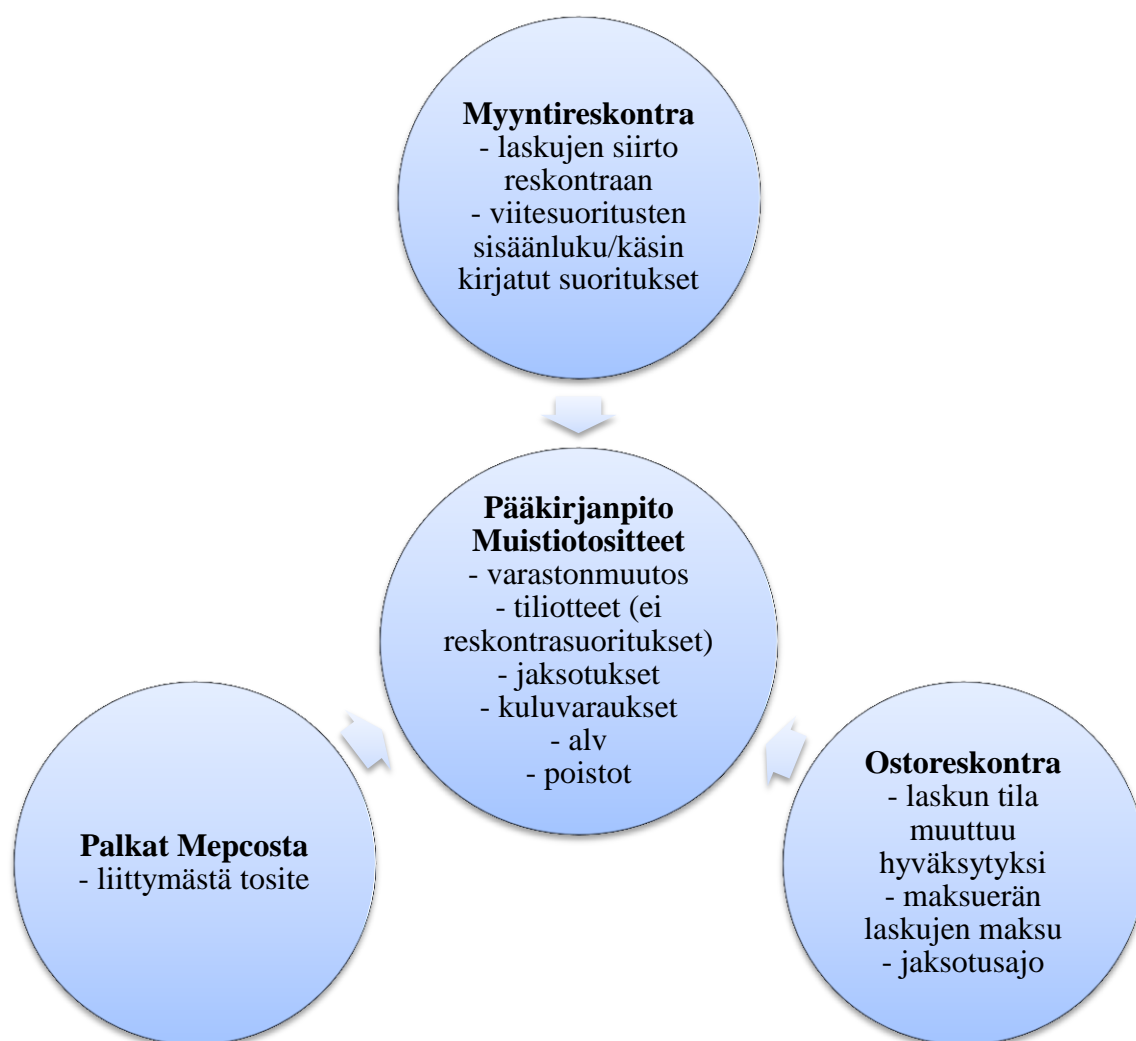 Myyntireskontra
- laskujen siirto
reskontraan
- viitesuoritusten
sisäänluku/käsin
kirjatut suoritukset
Pääkirjanpito
Muistiotositteet
- varastonmuutos
- tiliotteet (ei
reskontrasuoritukset)
- jaksotukset
- kuluvaraukset
- alv
- poistot
Palkat Mepcosta
- liittymästä tosite
Ostoreskontra
- laskun tila
muuttuu
hyväksytyksi
- maksuerän
laskujen maksu
- jaksotusajo